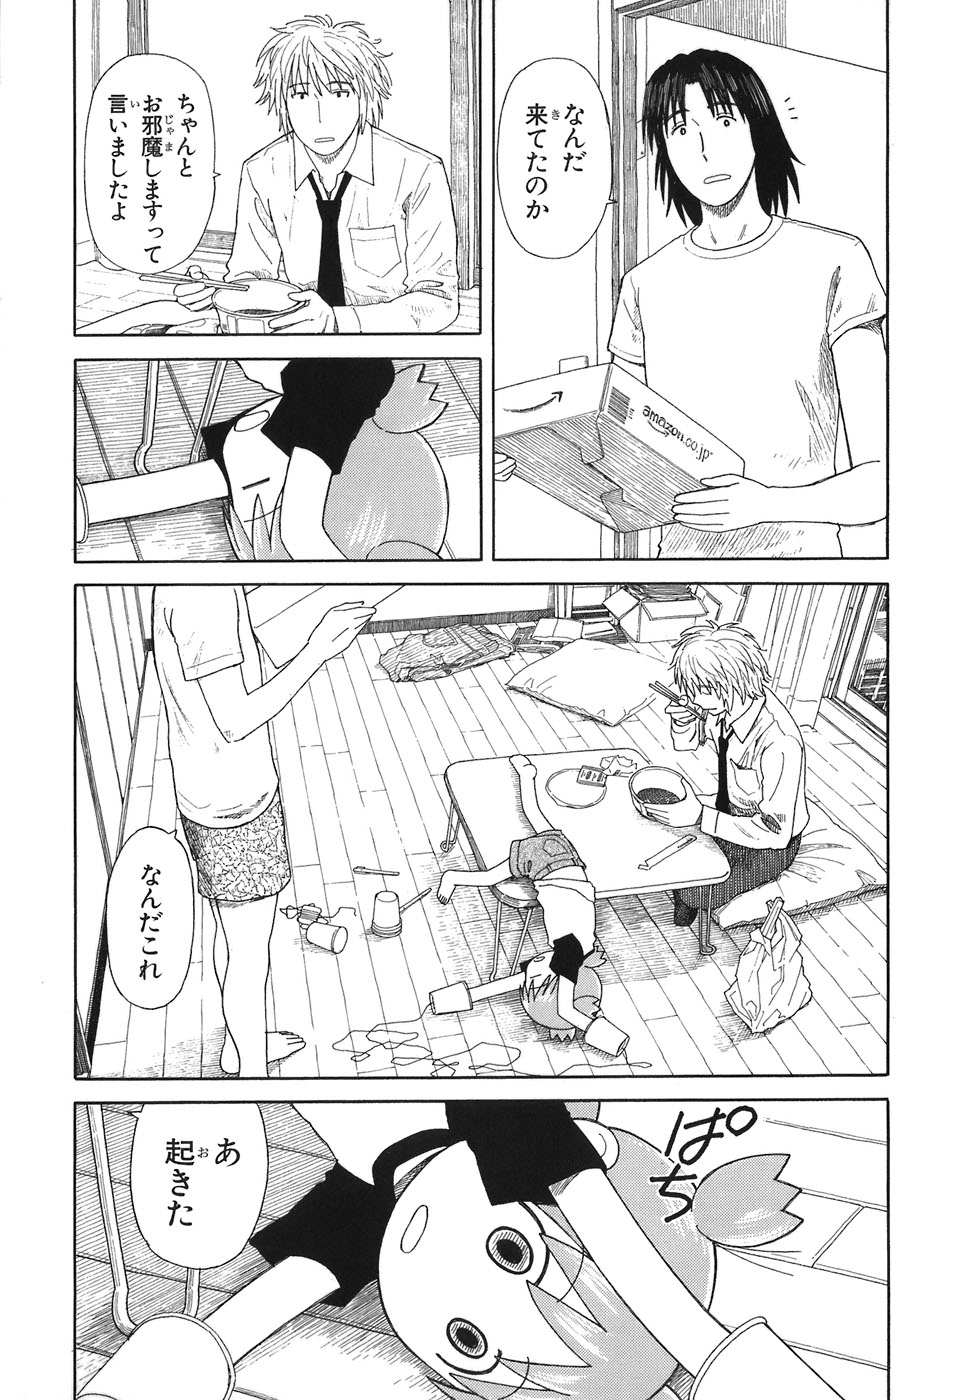 なんだ
来てたのか
amazon.co.jp
ちゃんと
お邪魔しますって
言いましたよ
なんだこれ
ぱち
あ
起きた